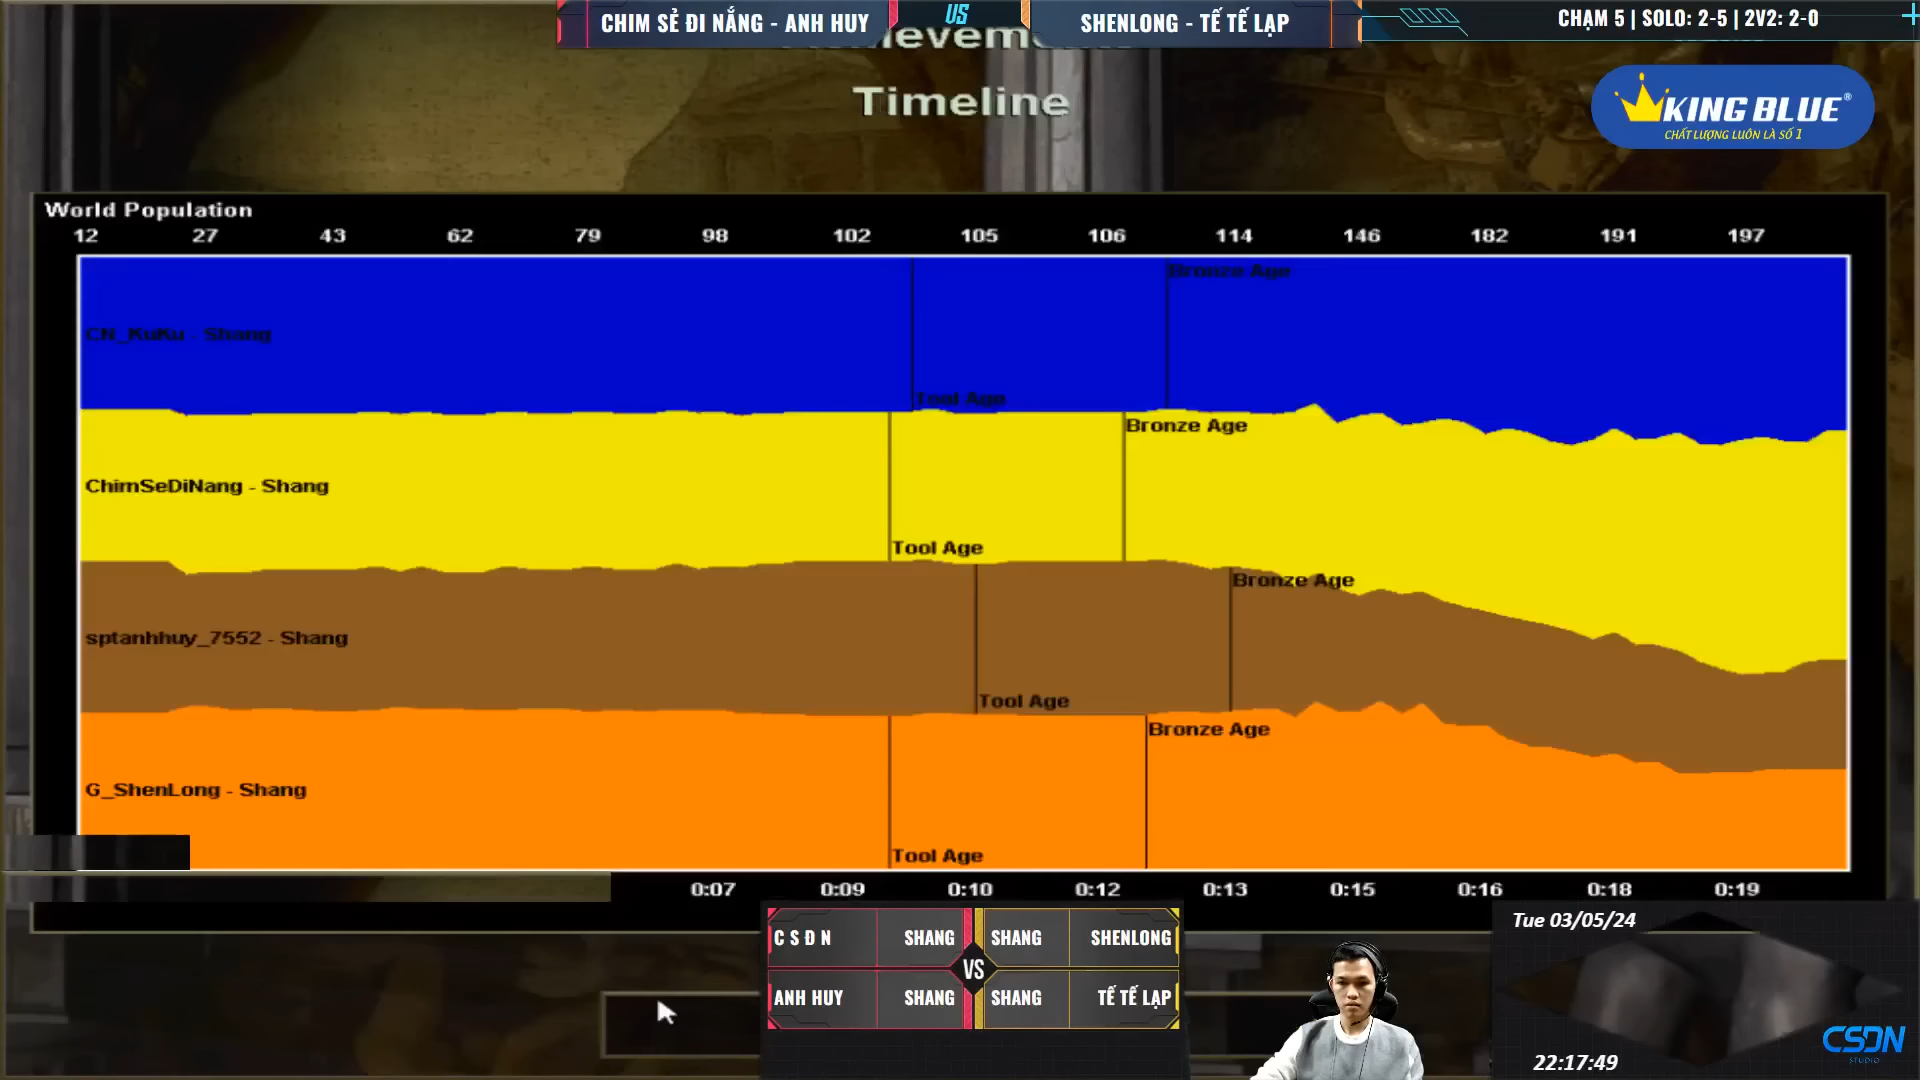 CHIM SẺ ĐI NẮNG - ANH HUY
US
SHENLONG - TẾ TẾ LẠP
CHẠM 5 | SOLO: 2-5 | 2V2: 2-0
Timeline
KING BLUE®
CHẤT LƯỢNG LUÔN LÀ SỐ 1
World Population
12 27 43 62 79 98 102 105 106 114 146 182 191 197
Bronze Age
CN_KuKu - Shang
Tool Age
Bronze Age
ChimSeDiNang - Shang
Tool Age
Bronze Age
sptanhhuy_7552 - Shang
Tool Age
Bronze Age
G_ShenLong - Shang
Tool Age
0:07 0:09 0:10 0:12 0:13 0:15 0:16 0:18 0:19
C S Đ N SHANG SHANG SHENLONG
VS
ANH HUY SHANG SHANG TẾ TẾ LẠP
Tue 03/05/24
22:17:49
CSDN
STUDIO